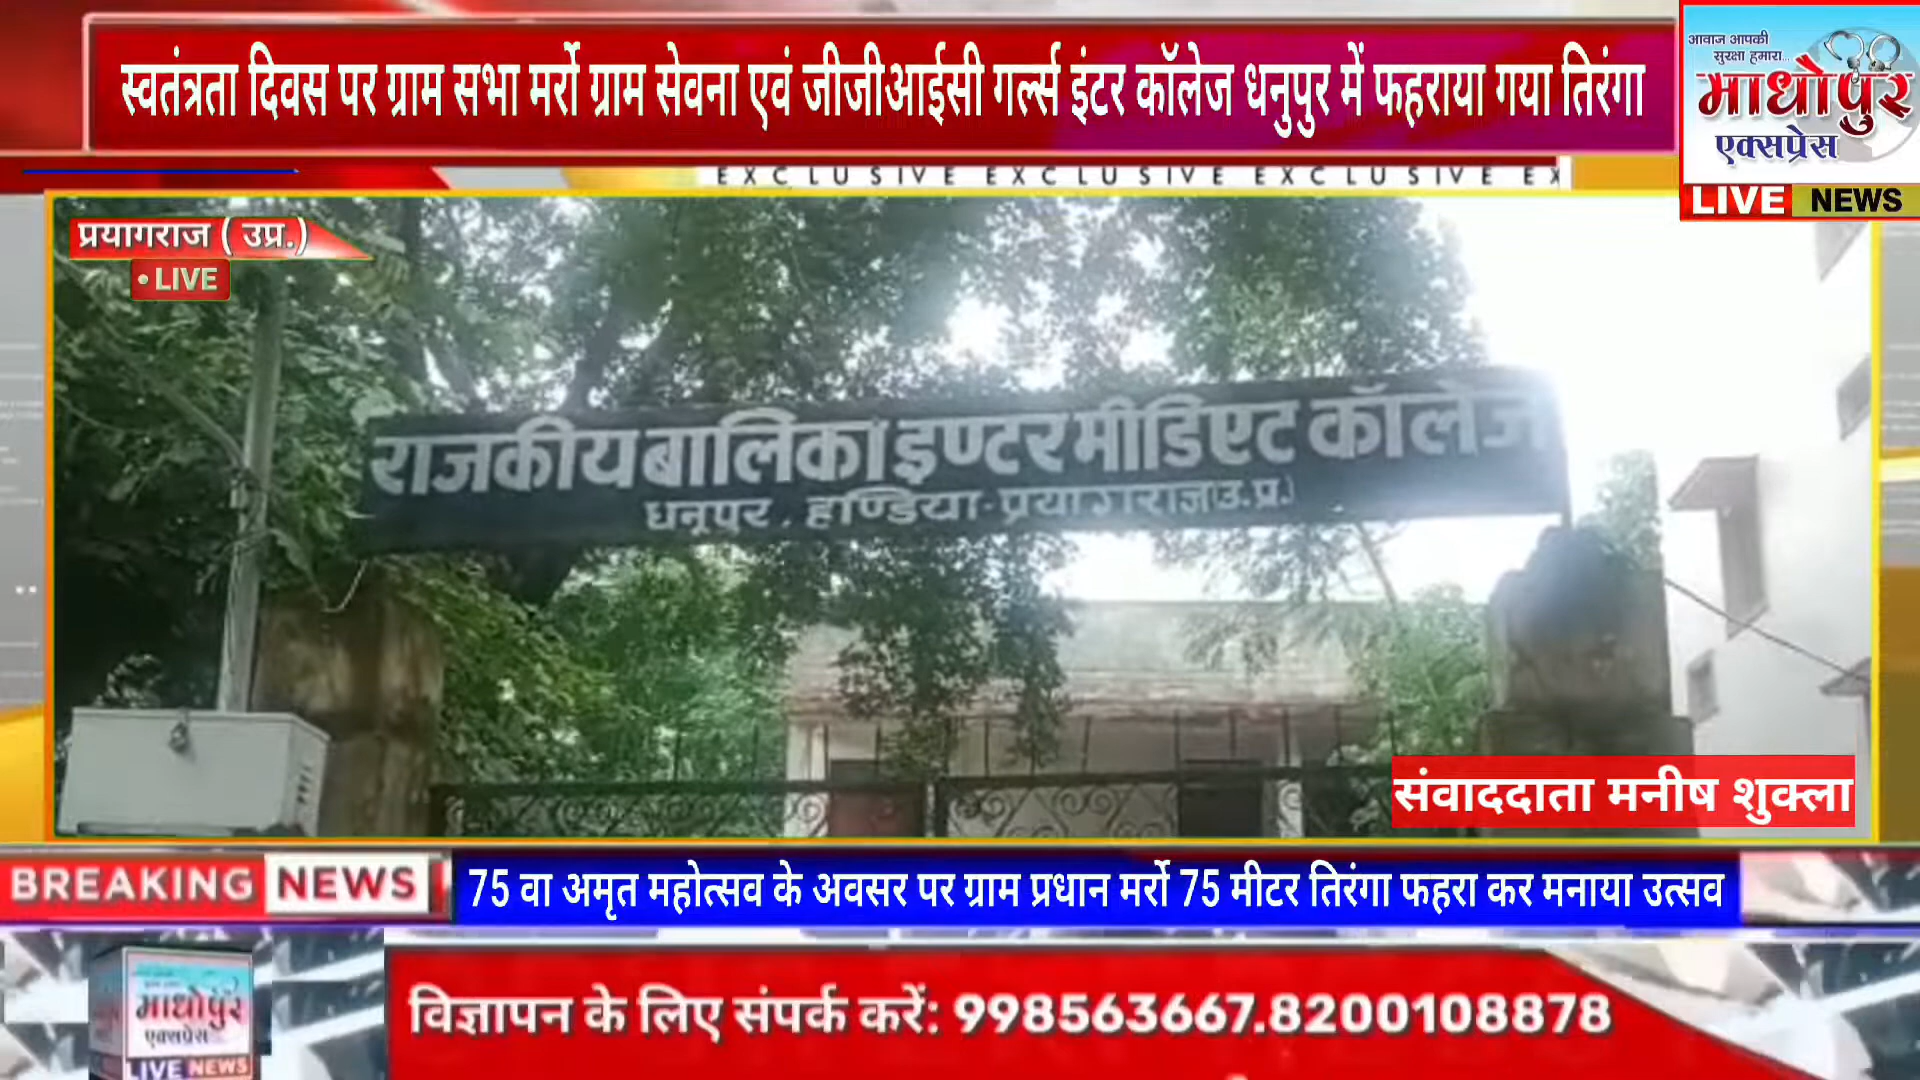 स्वतंत्रता दिवस पर ग्राम सभा मर्रो ग्राम सेवना एवं जीजीआईसी गर्ल्स इंटर कॉलेज धनुपुर में फहराया गया तिरंगा
आवाज आपकी
सुरक्षा हमारा...
माधोपुर
एक्सप्रेस
LIVE NEWS
EXCLUSIVE EXCLUSIVE EXCLUSIVE EX
प्रयागराज ( उप्र.)
• LIVE
राजकीय बालिका इण्टरमीडिएट कॉलेज
धनूपुर, हण्डिया-प्रयागराज(उ.प्र.)
संवाददाता मनीष शुक्ला
BREAKING NEWS
75 वा अमृत महोत्सव के अवसर पर ग्राम प्रधान मर्रो 75 मीटर तिरंगा फहरा कर मनाया उत्सव
माधोपुर
एक्सप्रेस
LIVE NEWS
विज्ञापन के लिए संपर्क करें: 998563667.8200108878